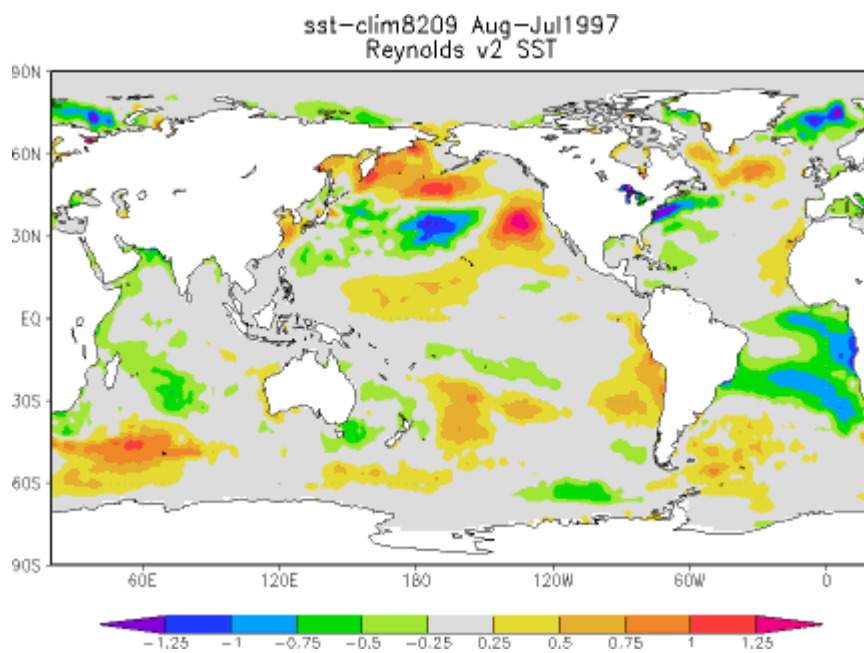 sst-clim8209 Aug-Jul1997
Reynolds v2 SST
90N
60N
30N
EQ
30S
60S
90S
60E 120E 180 120W 60W 0
-1.25 -1 -0.75 -0.5 -0.25 0.25 0.5 0.75 1 1.25